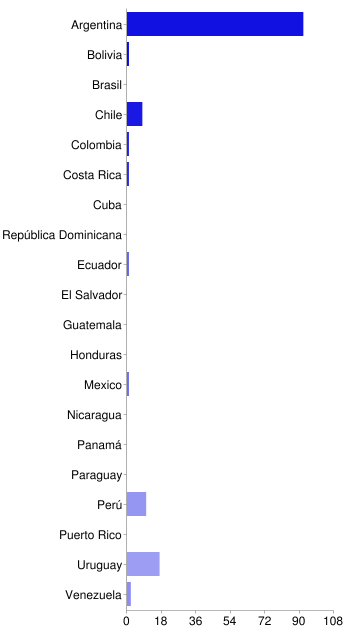 Argentina
Bolivia
Brasil
Chile
Colombia
Costa Rica
Cuba
República Dominicana
Ecuador
El Salvador
Guatemala
Honduras
Mexico
Nicaragua
Panamá
Paraguay
Perú
Puerto Rico
Uruguay
Venezuela
0 18 36 54 72 90 108